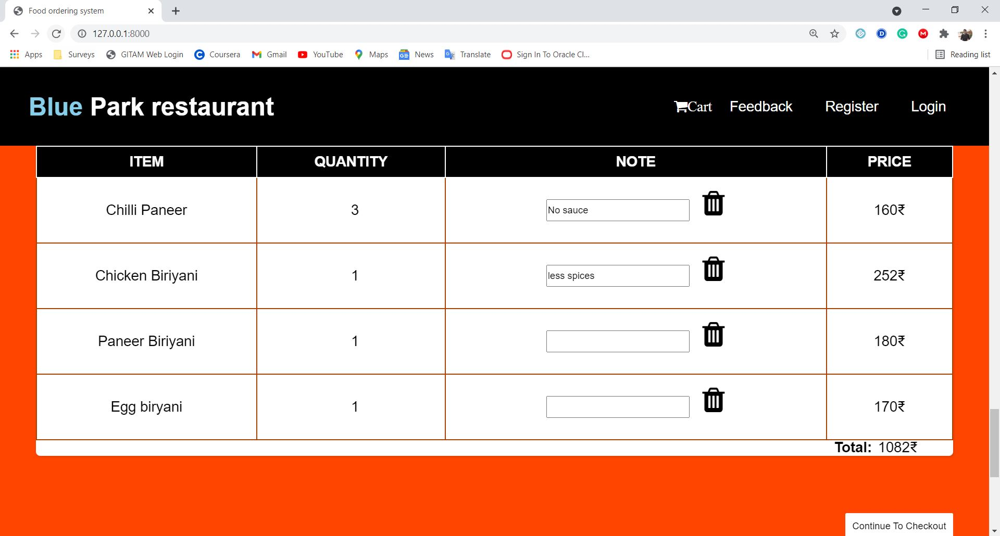 Food ordering system
127.0.0.1:8000
Apps Surveys GITAM Web Login Coursera Gmail YouTube Maps News Translate Sign In To Oracle Cl... Reading list
Blue Park restaurant Cart Feedback Register Login
ITEM QUANTITY NOTE PRICE
Chilli Paneer 3 No sauce 160₹
Chicken Biriyani 1 less spices 252₹
Paneer Biriyani 1 180₹
Egg biryani 1 170₹
Total: 1082₹
Continue To Checkout